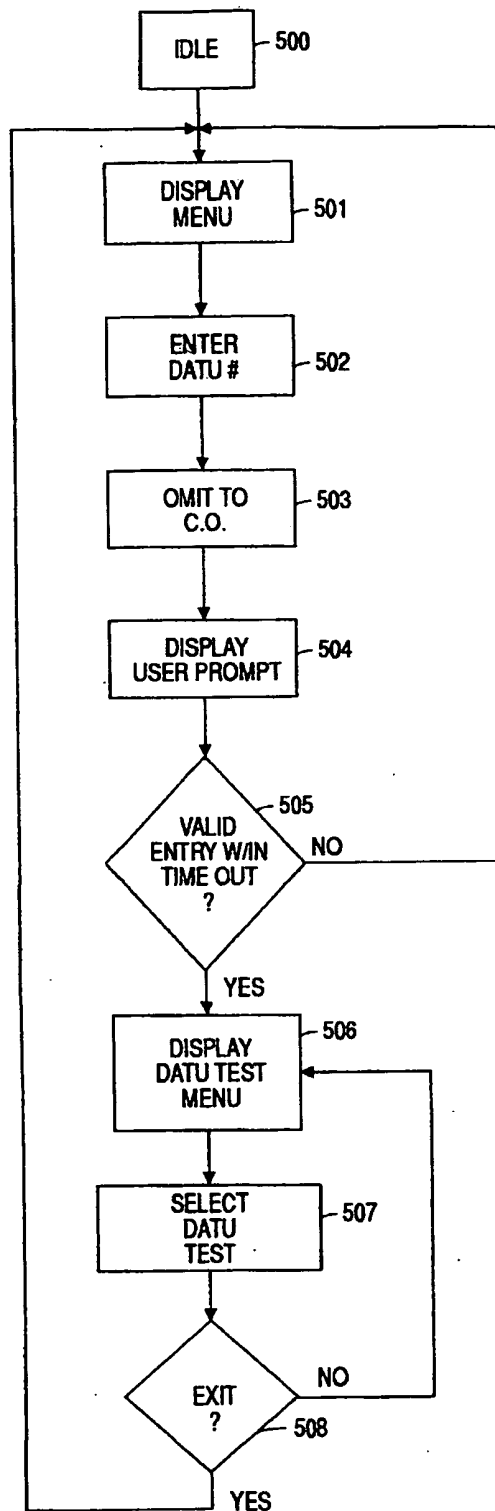 IDLE
500
DISPLAY
MENU
501
ENTER
DATU #
502
OMIT TO
C.O.
503
DISPLAY
USER PROMPT
504
505
VALID
ENTRY W/IN
TIME OUT
?
NO
YES
506
DISPLAY
DATU TEST
MENU
SELECT
DATU
TEST
507
EXIT
?
NO
508
YES